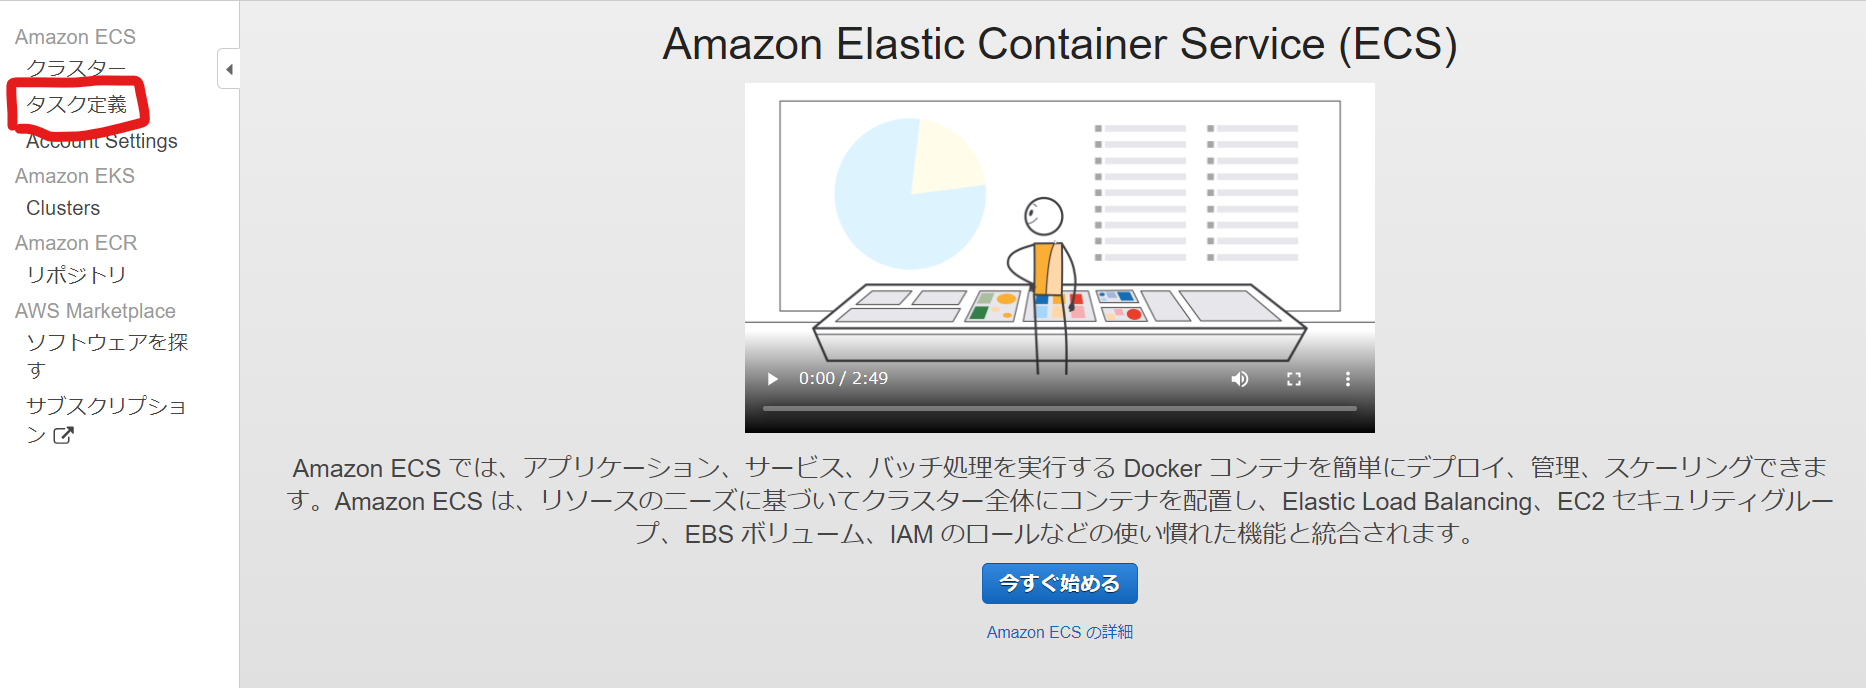 Amazon ECS
クラスター
タスク定義
Account Settings
Amazon EKS
Clusters
Amazon ECR
リポジトリ
AWS Marketplace
ソフトウェアを探
す
サブスクリプショ
ン
Amazon Elastic Container Service (ECS)
0:00 / 2:49
Amazon ECS では、アプリケーション、サービス、バッチ処理を実行する Docker コンテナを簡単にデプロイ、管理、スケーリングできま
す。Amazon ECS は、リソースのニーズに基づいてクラスター全体にコンテナを配置し、Elastic Load Balancing、EC2 セキュリティグルー
プ、EBS ボリューム、IAM のロールなどの使い慣れた機能と統合されます。
今すぐ始める
Amazon ECS の詳細